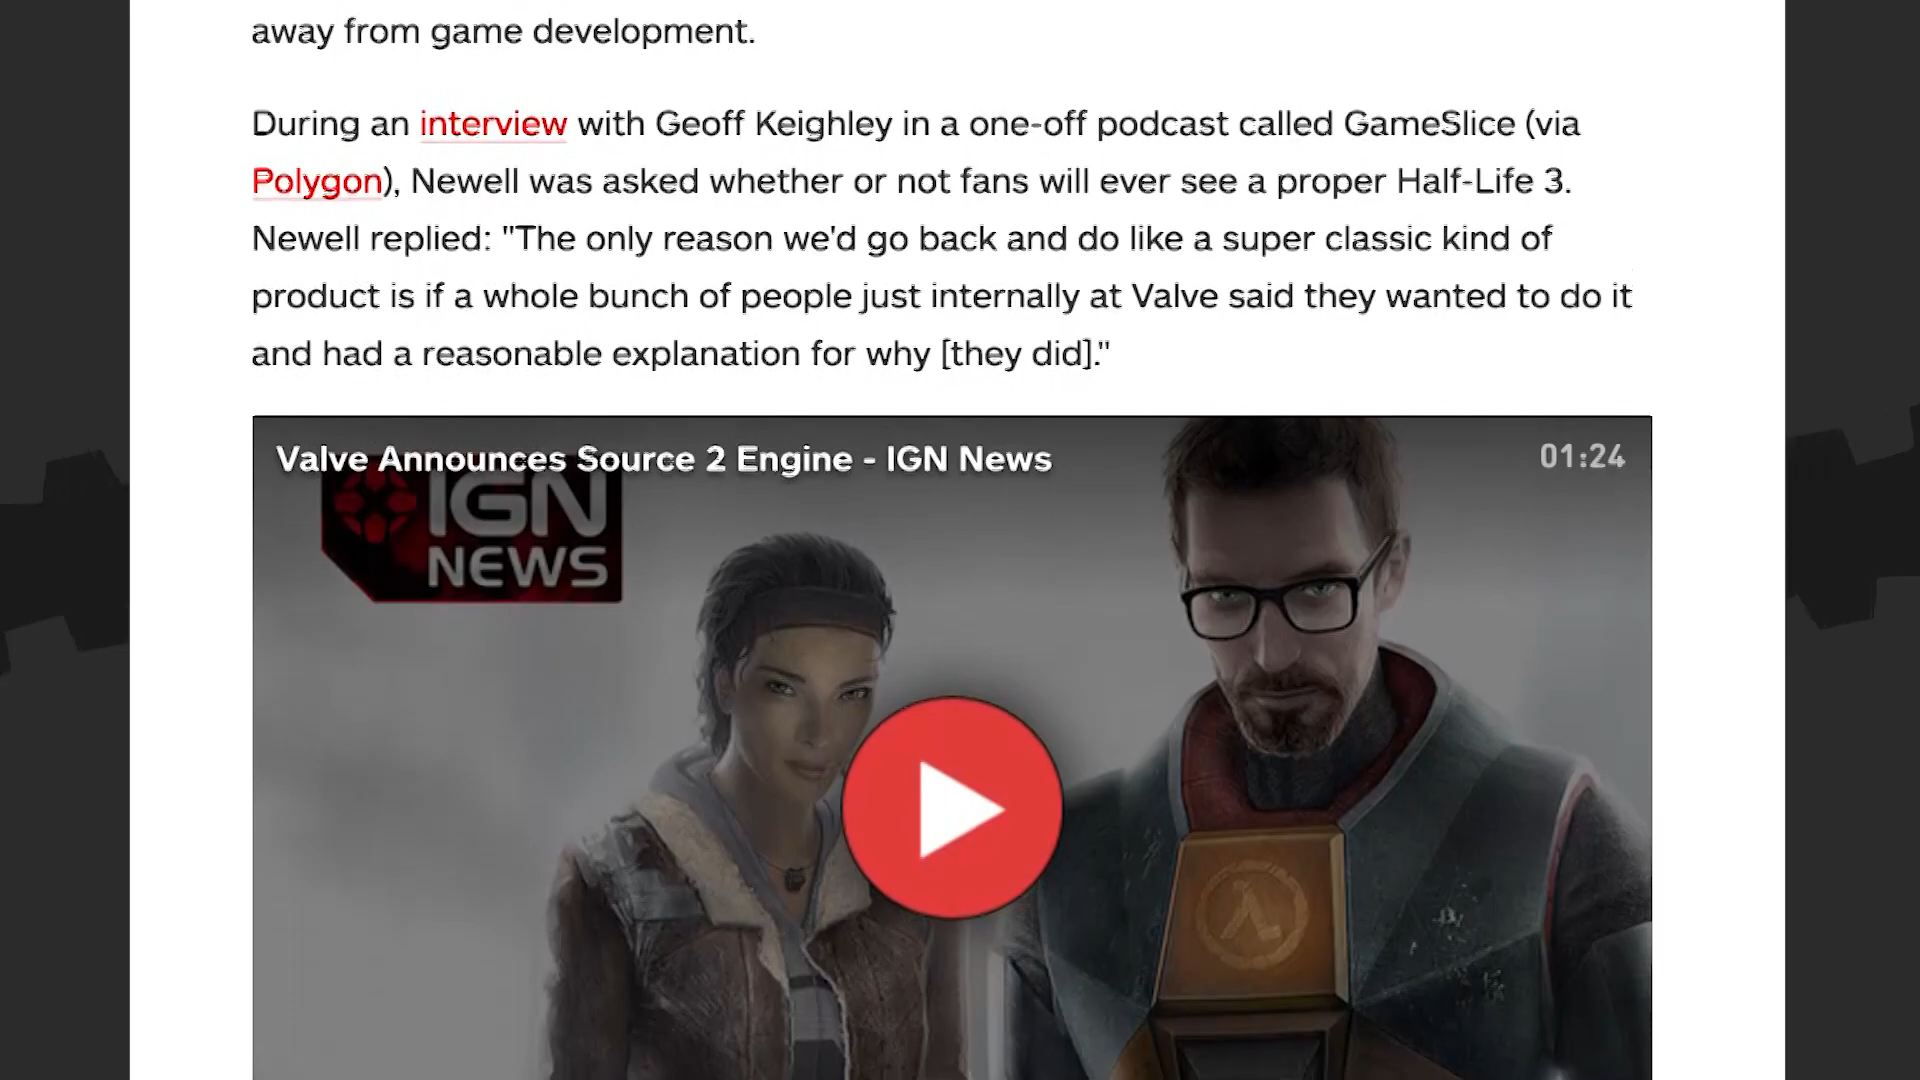 away from game development.
During an interview with Geoff Keighley in a one-off podcast called GameSlice (via
Polygon), Newell was asked whether or not fans will ever see a proper Half-Life 3.
Newell replied: "The only reason we'd go back and do like a super classic kind of
product is if a whole bunch of people just internally at Valve said they wanted to do it
and had a reasonable explanation for why [they did]."
Valve Announces Source 2 Engine - IGN News
01:24
IGN
NEWS